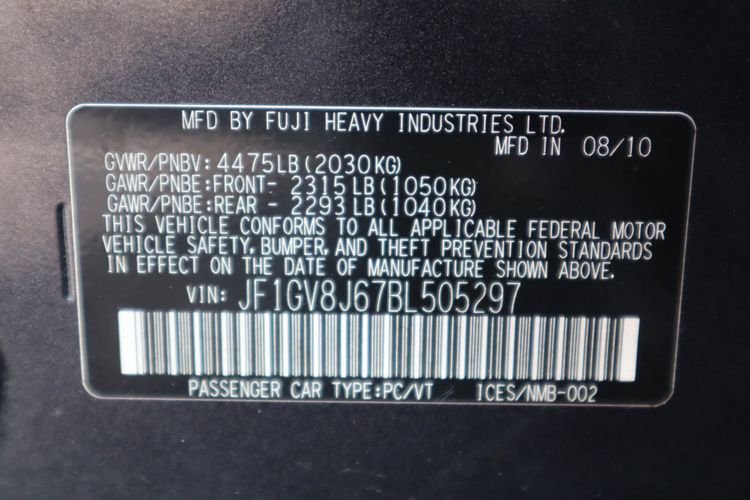 MFD BY FUJI HEAVY INDUSTRIES LTD.
MFD IN 08/10
GVWR/PNBV: 4475LB(2030KG)
GAWR/PNBE:FRONT- 2315LB(1050KG)
GAWR/PNBE:REAR - 2293LB(1040KG)
THIS VEHICLE CONFORMS TO ALL APPLICABLE FEDERAL MOTOR
VEHICLE SAFETY, BUMPER, AND THEFT PREVENTION STANDARDS
IN EFFECT ON THE DATE OF MANUFACTURE SHOWN ABOVE.
VIN: JF1GV8J67BL505297
PASSENGER CAR TYPE:PC/VT ICES/NMB-002